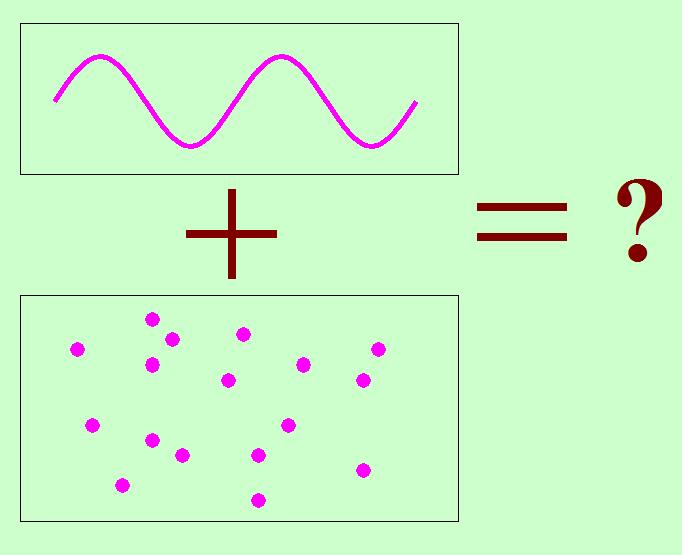 +
= ?